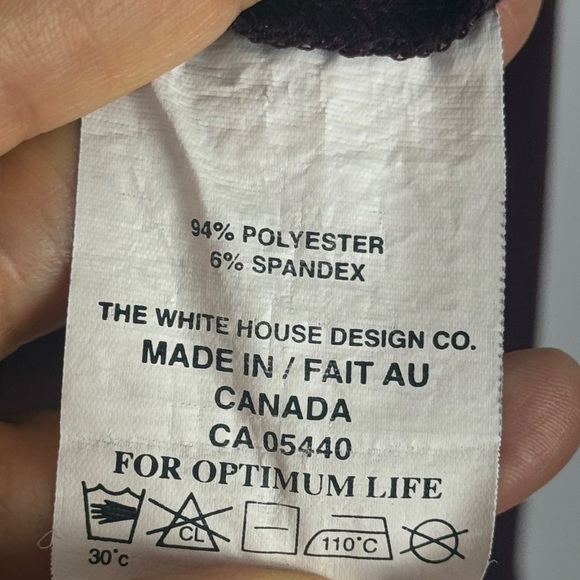 94% POLYESTER
6% SPANDEX
THE WHITE HOUSE DESIGN CO.
MADE IN / FAIT AU
CANADA
CA 05440
FOR OPTIMUM LIFE
CL
110°C
30°C